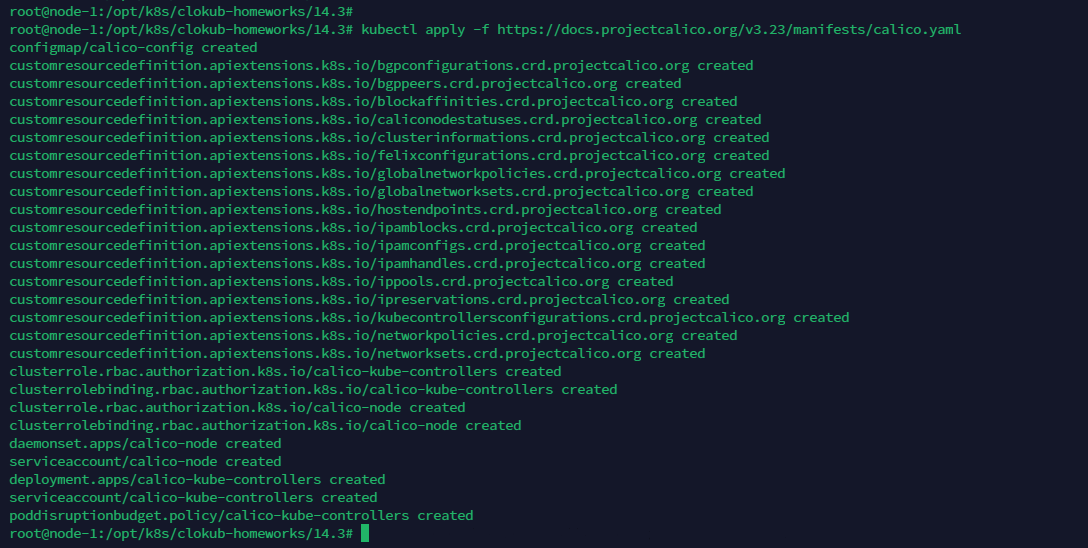 root@node-1:/opt/k8s/clokub-homeworks/14.3#
root@node-1:/opt/k8s/clokub-homeworks/14.3# kubectl apply -f https://docs.projectcalico.org/v3.23/manifests/calico.yaml
configmap/calico-config created
customresourcedefinition.apiextensions.k8s.io/bgpconfigurations.crd.projectcalico.org created
customresourcedefinition.apiextensions.k8s.io/bgppeers.crd.projectcalico.org created
customresourcedefinition.apiextensions.k8s.io/blockaffinities.crd.projectcalico.org created
customresourcedefinition.apiextensions.k8s.io/caliconodestatuses.crd.projectcalico.org created
customresourcedefinition.apiextensions.k8s.io/clusterinformations.crd.projectcalico.org created
customresourcedefinition.apiextensions.k8s.io/felixconfigurations.crd.projectcalico.org created
customresourcedefinition.apiextensions.k8s.io/globalnetworkpolicies.crd.projectcalico.org created
customresourcedefinition.apiextensions.k8s.io/globalnetworksets.crd.projectcalico.org created
customresourcedefinition.apiextensions.k8s.io/hostendpoints.crd.projectcalico.org created
customresourcedefinition.apiextensions.k8s.io/ipamblocks.crd.projectcalico.org created
customresourcedefinition.apiextensions.k8s.io/ipamconfigs.crd.projectcalico.org created
customresourcedefinition.apiextensions.k8s.io/ipamhandles.crd.projectcalico.org created
customresourcedefinition.apiextensions.k8s.io/ippools.crd.projectcalico.org created
customresourcedefinition.apiextensions.k8s.io/ipreservations.crd.projectcalico.org created
customresourcedefinition.apiextensions.k8s.io/kubecontrollersconfigurations.crd.projectcalico.org created
customresourcedefinition.apiextensions.k8s.io/networkpolicies.crd.projectcalico.org created
customresourcedefinition.apiextensions.k8s.io/networksets.crd.projectcalico.org created
clusterrole.rbac.authorization.k8s.io/calico-kube-controllers created
clusterrolebinding.rbac.authorization.k8s.io/calico-kube-controllers created
clusterrole.rbac.authorization.k8s.io/calico-node created
clusterrolebinding.rbac.authorization.k8s.io/calico-node created
daemonset.apps/calico-node created
serviceaccount/calico-node created
deployment.apps/calico-kube-controllers created
serviceaccount/calico-kube-controllers created
poddisruptionbudget.policy/calico-kube-controllers created
root@node-1:/opt/k8s/clokub-homeworks/14.3#